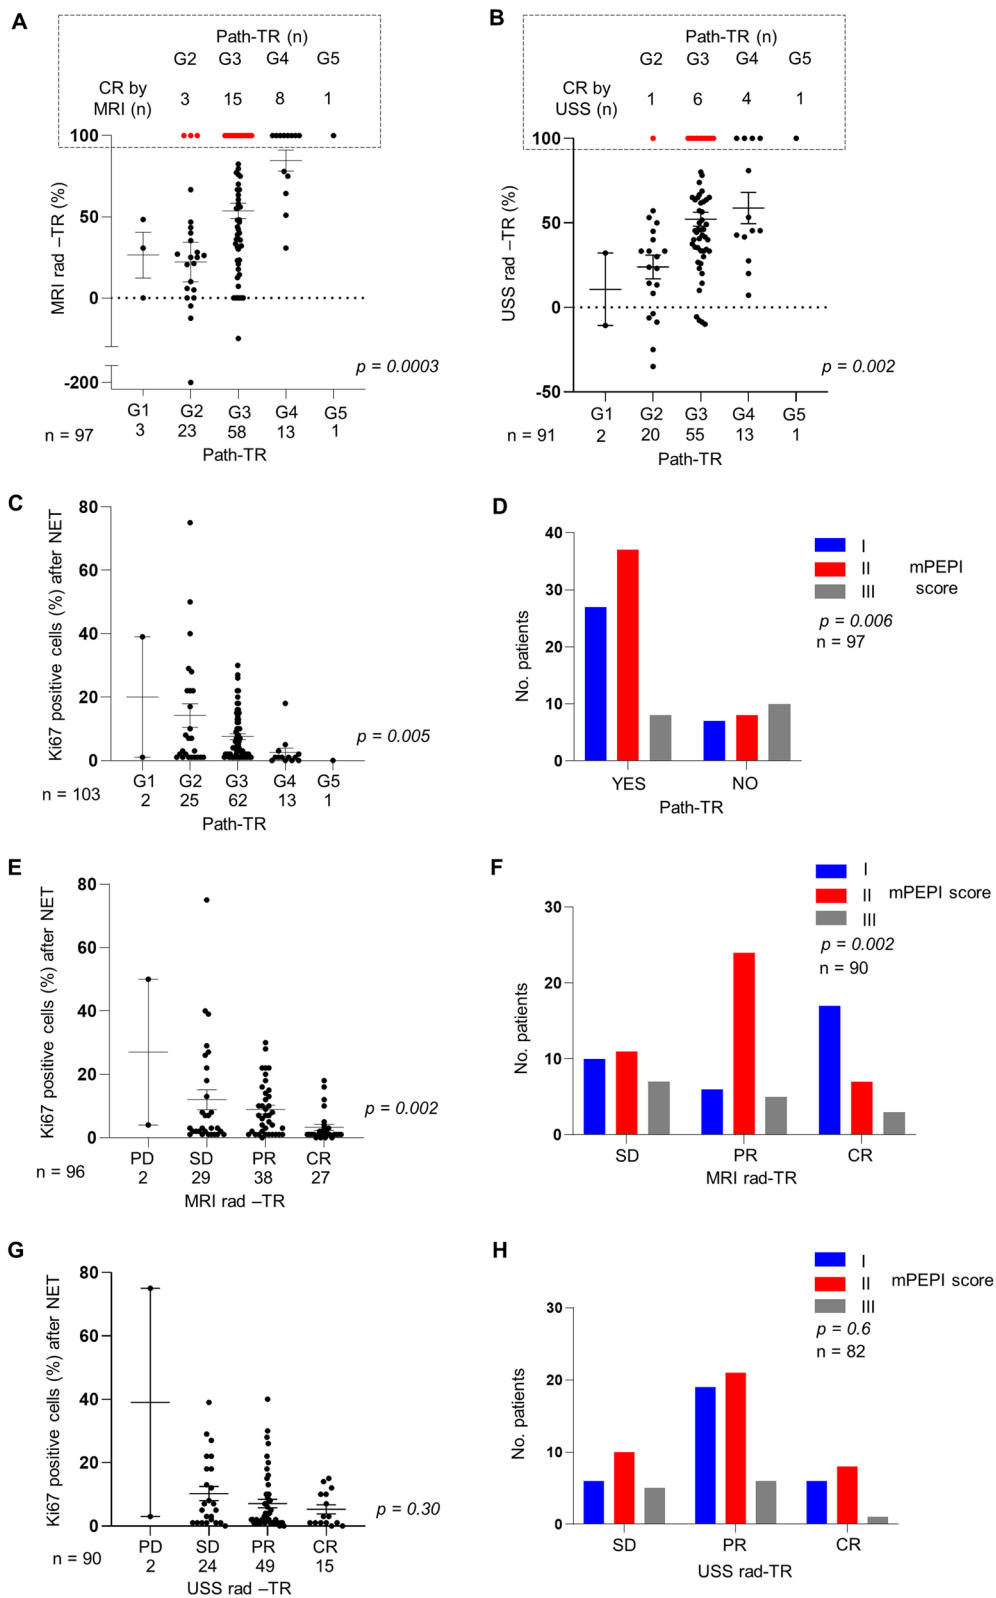 A
Path-TR (n)
G2 G3 G4 G5
CR by
MRI (n)
3 15 8 1
100
50
0
-200
MRI rad –TR (%)
p = 0.0003
G1 G2 G3 G4 G5
n = 97 3 23 58 13 1
Path-TR
B
Path-TR (n)
G2 G3 G4 G5
CR by
USS (n)
1 6 4 1
100
50
0
-50
USS rad –TR (%)
p = 0.002
G1 G2 G3 G4 G5
n = 91 2 20 55 13 1
Path-TR
C
80
60
40
20
0
Ki67 positive cells (%) after NET
p = 0.005
G1 G2 G3 G4 G5
n = 103 2 25 62 13 1
Path-TR
D
40
30
20
10
0
No. patients
I
II
III
mPEPI
score
p = 0.006
n = 97
YES NO
Path-TR
E
80
60
40
20
0
Ki67 positive cells (%) after NET
p = 0.002
PD SD PR CR
n = 96 2 29 38 27
MRI rad –TR
F
30
20
10
0
No. patients
I
II mPEPI score
III
p = 0.002
n = 90
SD PR CR
MRI rad-TR
G
80
60
40
20
0
Ki67 positive cells (%) after NET
p = 0.30
PD SD PR CR
n = 90 2 24 49 15
USS rad –TR
H
30
20
10
0
No. patients
I
II mPEPI score
III
p = 0.6
n = 82
SD PR CR
USS rad-TR